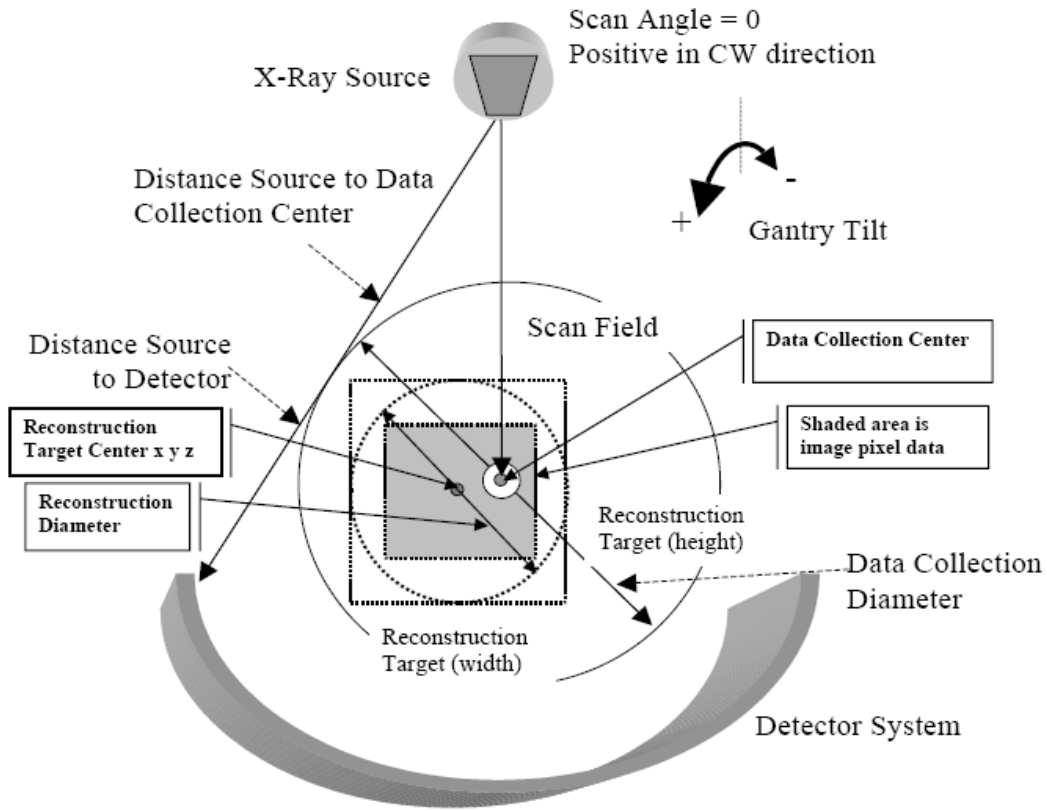 Scan Angle = 0
Positive in CW direction
X-Ray Source
Distance Source to Data
Collection Center
-
+
Gantry Tilt
Scan Field
Data Collection Center
Distance Source
to Detector
Reconstruction
Target Center x y z
Shaded area is
image pixel data
Reconstruction
Diameter
Reconstruction
Target (height)
Data Collection
Diameter
Reconstruction
Target (width)
Detector System